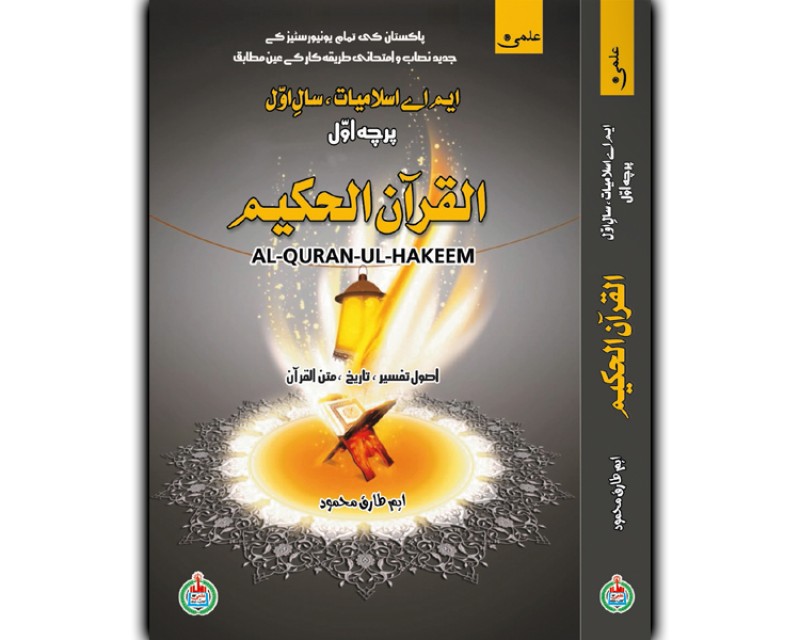 علمی
پاکستان کی تمام یونیورسٹیز کے
جدید نصاب و امتحانی طریقہ کار کے عین مطابق
ایم اے اسلامیات، سالِ اوّل
پرچہ اوّل
القرآن الحکیم
AL-QURAN-UL-HAKEEM
اصول تفسیر، تاریخ، متن القرآن
ایم طارق محمود
علمی
ایم اے اسلامیات، سالِ اوّل
پرچہ اوّل
القرآن الحکیم
ایم طارق محمود